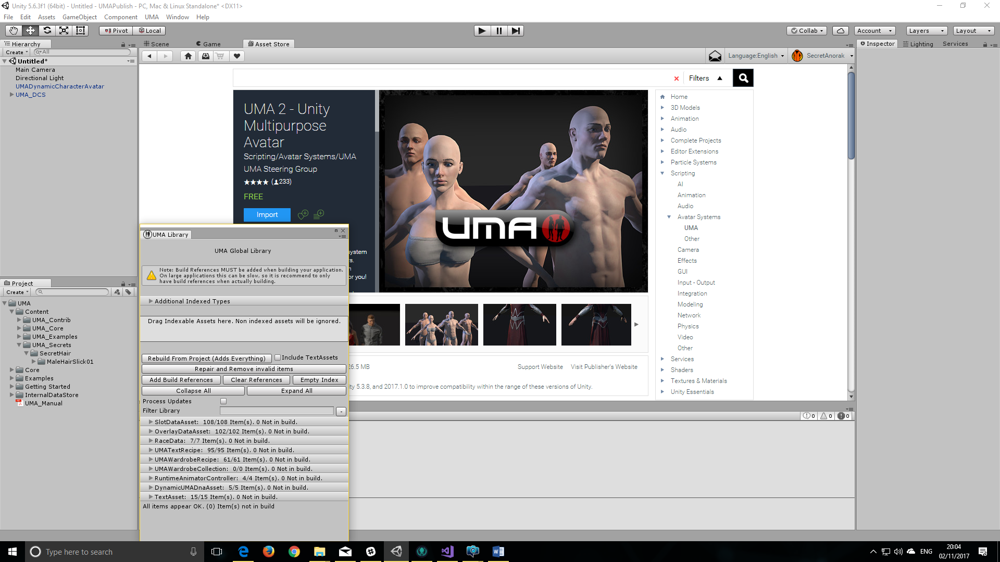 Unity 5.6.3f1 (64bit) - Untitled - UMAPublish - PC, Mac & Linux Standalone* <DX11>
File Edit Assets GameObject Component UMA Window Help
Pivot Local
Collab Account Layers Layout
Hierarchy
Create All
Untitled*
Main Camera
Directional Light
UMADynamicCharacterAvatar
UMA_DCS
Project
Create
UMA
Content
UMA_Contrib
UMA_Core
UMA_Examples
UMA_Secrets
SecretHair
MaleHairSlick01
Core
Examples
Getting Started
InternalDataStore
UMA_Manual
Scene Game Asset Store
Language:English SecretAnorak
Filters
UMA 2 - Unity
Multipurpose
Avatar
Scripting/Avatar Systems/UMA
UMA Steering Group
(233)
FREE
Import
ystem
rs.
n
or you!
UMA
26.5 MB
Support Website Visit Publisher's Website
ity 5.3.8, and 2017.1.0 to improve compatibility within the range of these versions of Unity.
Home
3D Models
Animation
Audio
Complete Projects
Editor Extensions
Particle Systems
Scripting
AI
Animation
Audio
Avatar Systems
UMA
Other
Camera
Effects
GUI
Input - Output
Integration
Modeling
Network
Physics
Video
Other
Services
Shaders
Textures & Materials
Unity Essentials
UMA Library
UMA Global Library
Note: Build References MUST be added when building your application.
On large applications this can be slow, so it is recommend to only
have build references when actually building.
Additional Indexed Types
Drag Indexable Assets here. Non indexed assets will be ignored.
Rebuild From Project (Adds Everything) Include TextAssets
Repair and Remove invalid items
Add Build References Clear References Empty Index
Collapse All Expand All
Process Updates
Filter Library -
SlotDataAsset: 108/108 Item(s). 0 Not in build.
OverlayDataAsset: 102/102 Item(s). 0 Not in build.
RaceData: 7/7 Item(s). 0 Not in build.
UMATextRecipe: 95/95 Item(s). 0 Not in build.
UMAWardrobeRecipe: 61/61 Item(s). 0 Not in build.
UMAWardrobeCollection: 0/0 Item(s). 0 Not in build.
RuntimeAnimatorController: 4/4 Item(s). 0 Not in build.
DynamicUMADnaAsset: 5/5 Item(s). 0 Not in build.
TextAsset: 15/15 Item(s). 0 Not in build.
All items appear OK. (0) Item(s) not in build
0 0 0
Inspector Lighting Services
Type here to search
ENG
20:04
02/11/2017